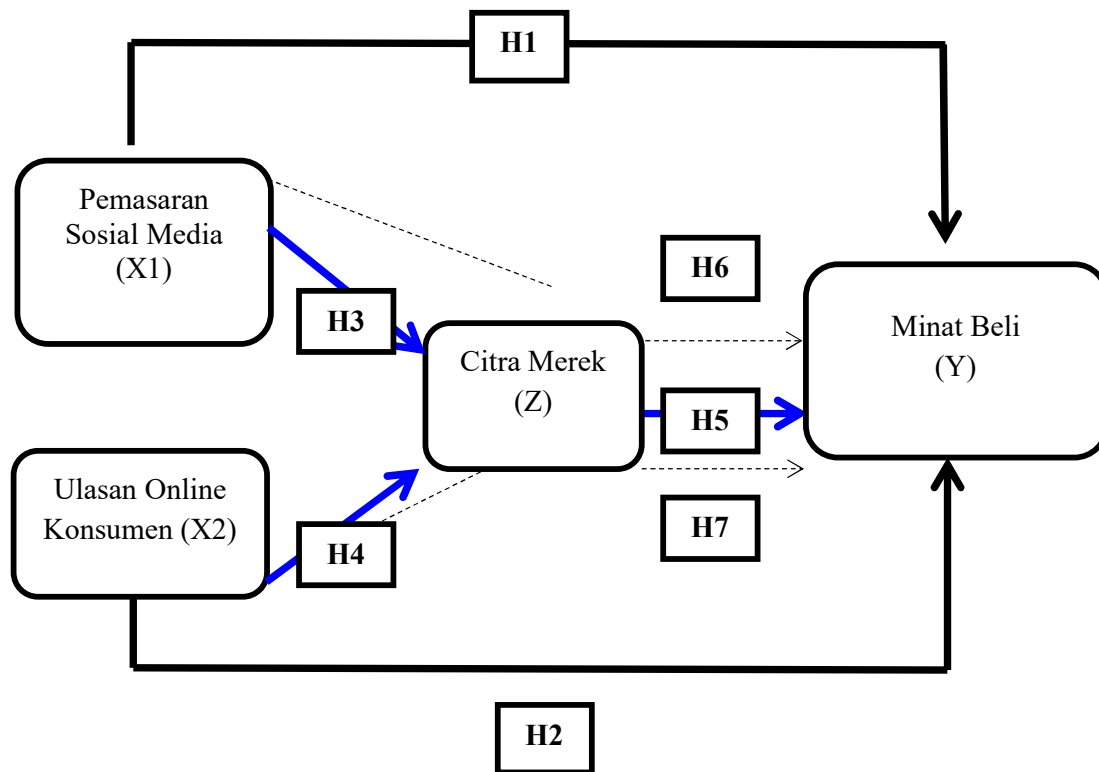 H1
Pemasaran
Sosial Media
(X1)
H6
H3
Minat Beli
(Y)
Citra Merek
(Z)
H5
Ulasan Online
Konsumen (X2)
H4
H7
H2